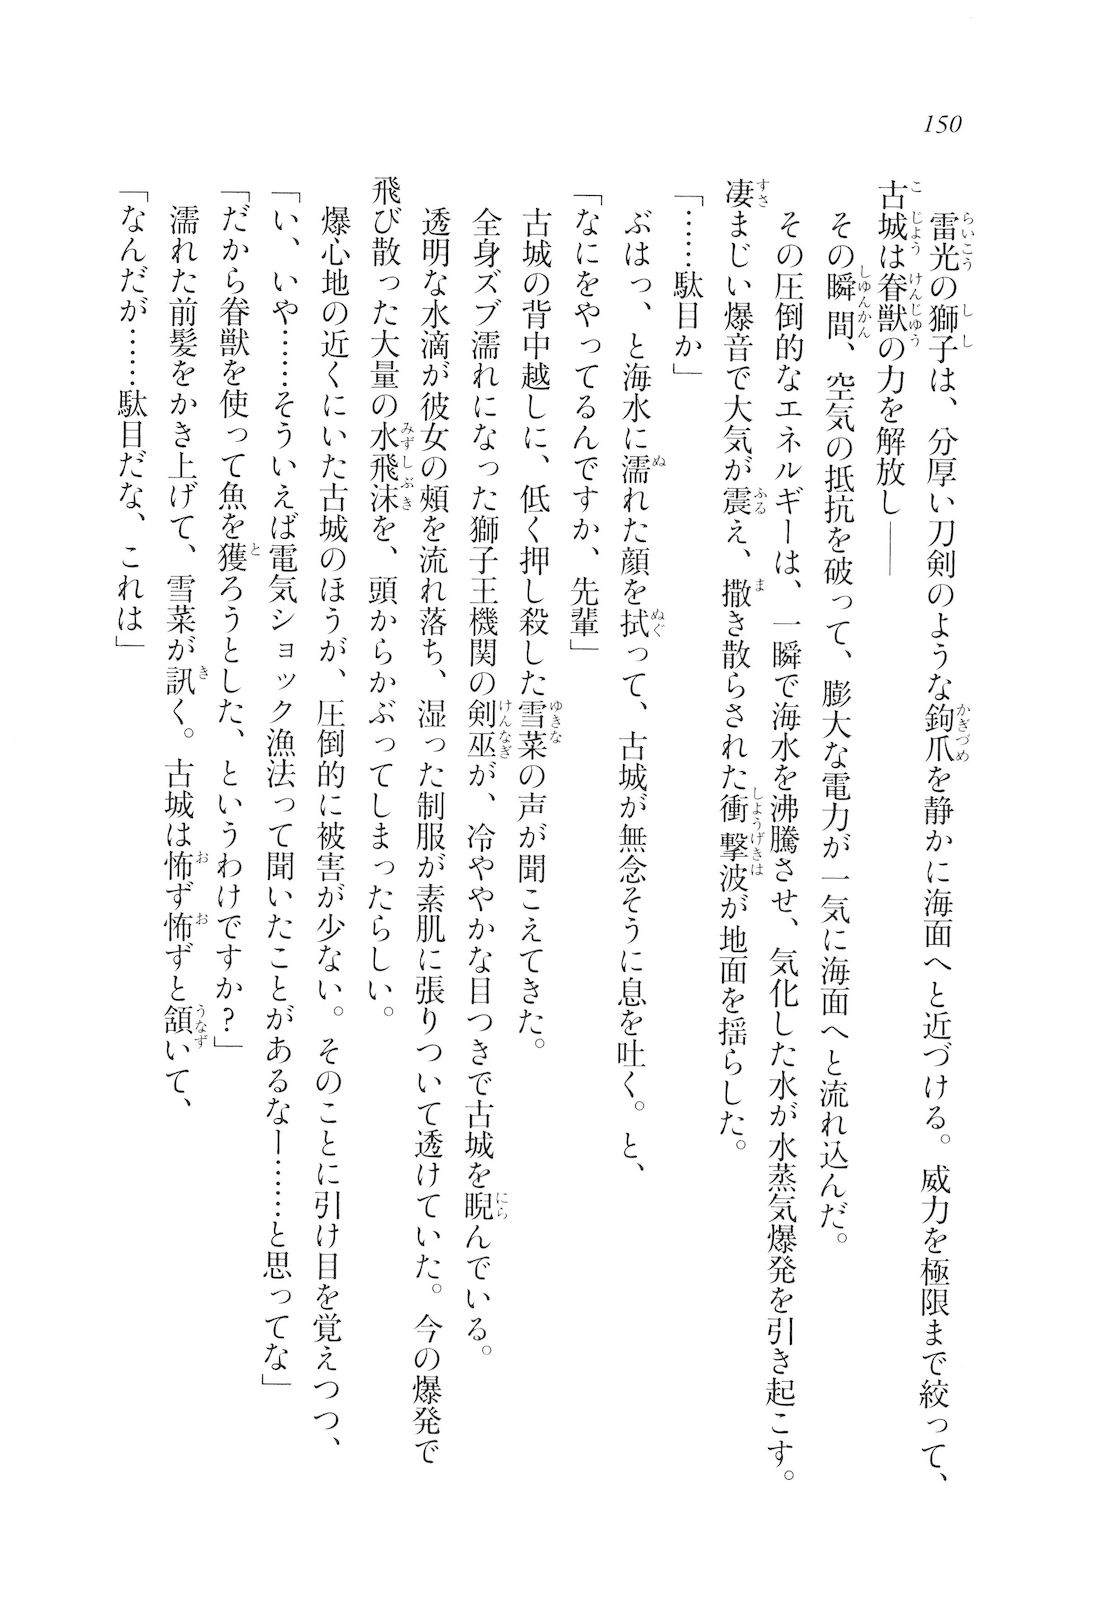 150
雷光の獅子は、分厚い刀剣のような鉤爪を静かに海面へと近づける。威力を極限まで絞って、
古城は眷獣の力を解放し――
その瞬間、空気の抵抗を破って、膨大な電力が一気に海面へと流れ込んだ。
その圧倒的なエネルギーは、一瞬で海水を沸騰させ、気化した水が水蒸気爆発を引き起こす。
凄まじい爆音で大気が震え、撒き散らされた衝撃波が地面を揺らした。
「……駄目か」
ぶはっ、と海水に濡れた顔を拭って、古城が無念そうに息を吐く。と、
「なにをやってるんですか、先輩」
古城の背中越しに、低く押し殺した雪菜の声が聞こえてきた。
全身ズブ濡れになった獅子王機関の剣巫が、冷ややかな目つきで古城を睨んでいる。
透明な水滴が彼女の頰を流れ落ち、湿った制服が素肌に張りついて透けていた。今の爆発で
飛び散った大量の水飛沫を、頭からかぶってしまったらしい。
爆心地の近くにいた古城のほうが、圧倒的に被害が少ない。そのことに引け目を覚えつつ、
「い、いや……そういえば電気ショック漁法って聞いたことがあるなー……と思ってな」
「だから眷獣を使って魚を獲ろうとした、というわけですか?」
濡れた前髪をかき上げて、雪菜が訊く。古城は怖ず怖ずと頷いて、
「なんだが……駄目だな、これは」